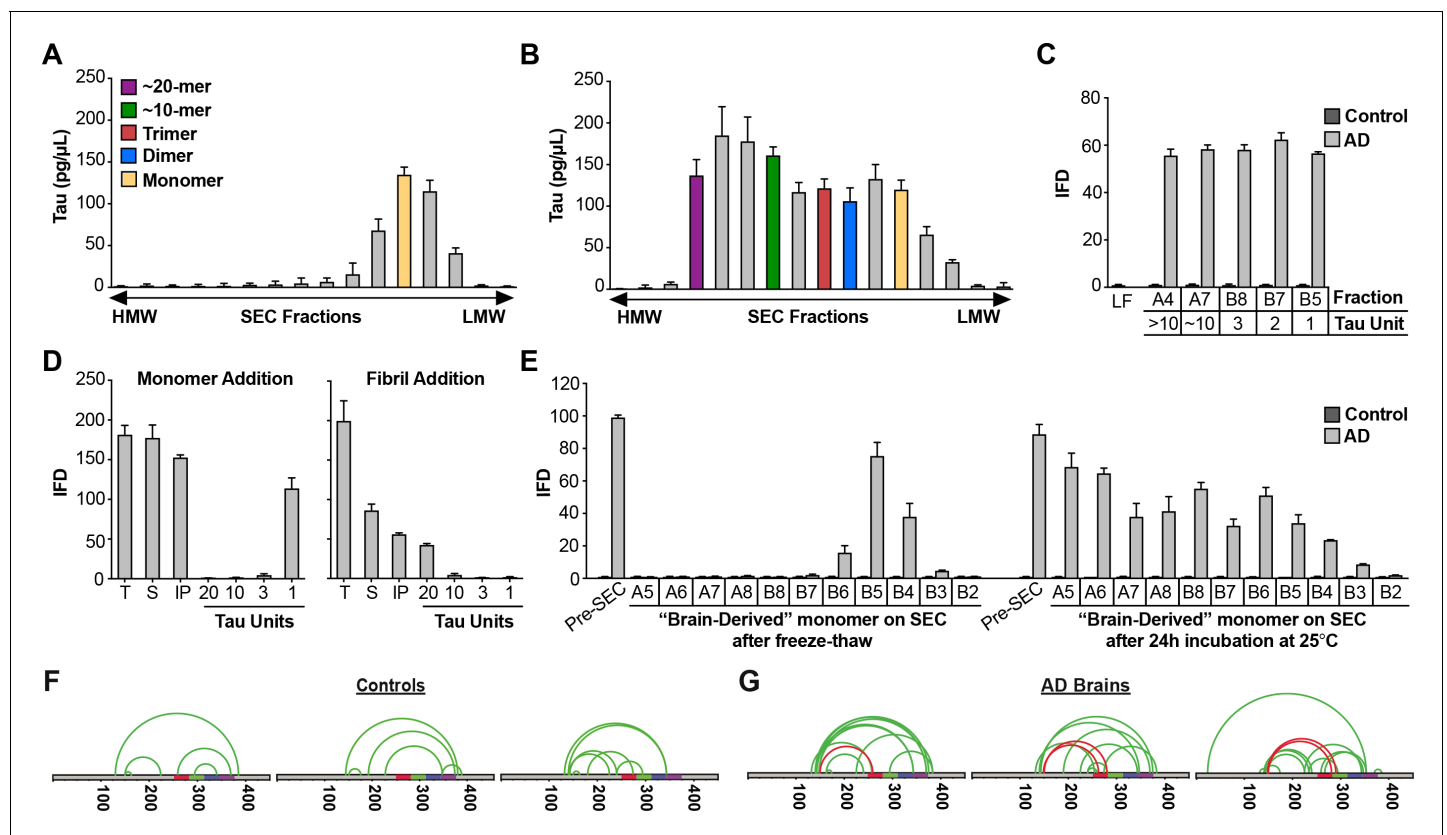 A
Tau (pg/µL)
250
200
150
100
50
0
~20-mer
~10-mer
Trimer
Dimer
Monomer
HMW SEC Fractions LMW
B
Tau (pg/µL)
250
200
150
100
50
0
HMW SEC Fractions LMW
C
IFD
80
60
40
20
0
Control
AD
LF A4 A7 B8 B7 B5 Fraction
>10 ~10 3 2 1 Tau Unit
D
IFD
250
200
150
100
50
0
Monomer Addition
T S IP 20 10 3 1
Tau Units
Fibril Addition
T S IP 20 10 3 1
Tau Units
E
IFD
120
100
80
60
40
20
0
Control
AD
Pre-SEC A5 A6 A7 A8 B8 B7 B6 B5 B4 B3 B2
“Brain-Derived” monomer on SEC
after freeze-thaw
Pre-SEC A5 A6 A7 A8 B8 B7 B6 B5 B4 B3 B2
“Brain-Derived” monomer on SEC
after 24h incubation at 25°C
F
Controls
100 200 300 400
100 200 300 400
100 200 300 400
G
AD Brains
100 200 300 400
100 200 300 400
100 200 300 400